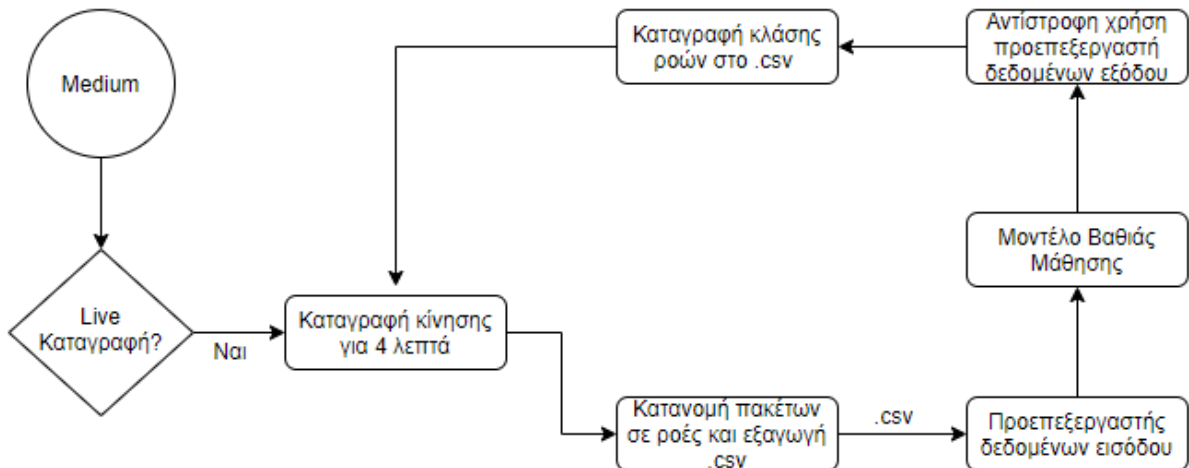 Medium
Live
Καταγραφή?
Ναι
Καταγραφή κίνησης
για 4 λεπτά
Κατανομή πακέτων
σε ροές και εξαγωγή
.csv
.csv
Προεπεξεργαστής
δεδομένων εισόδου
Μοντέλο Βαθιάς
Μάθησης
Αντίστροφη χρήση
προεπεξεργαστή
δεδομένων εξόδου
Καταγραφή κλάσης
ροών στο .csv